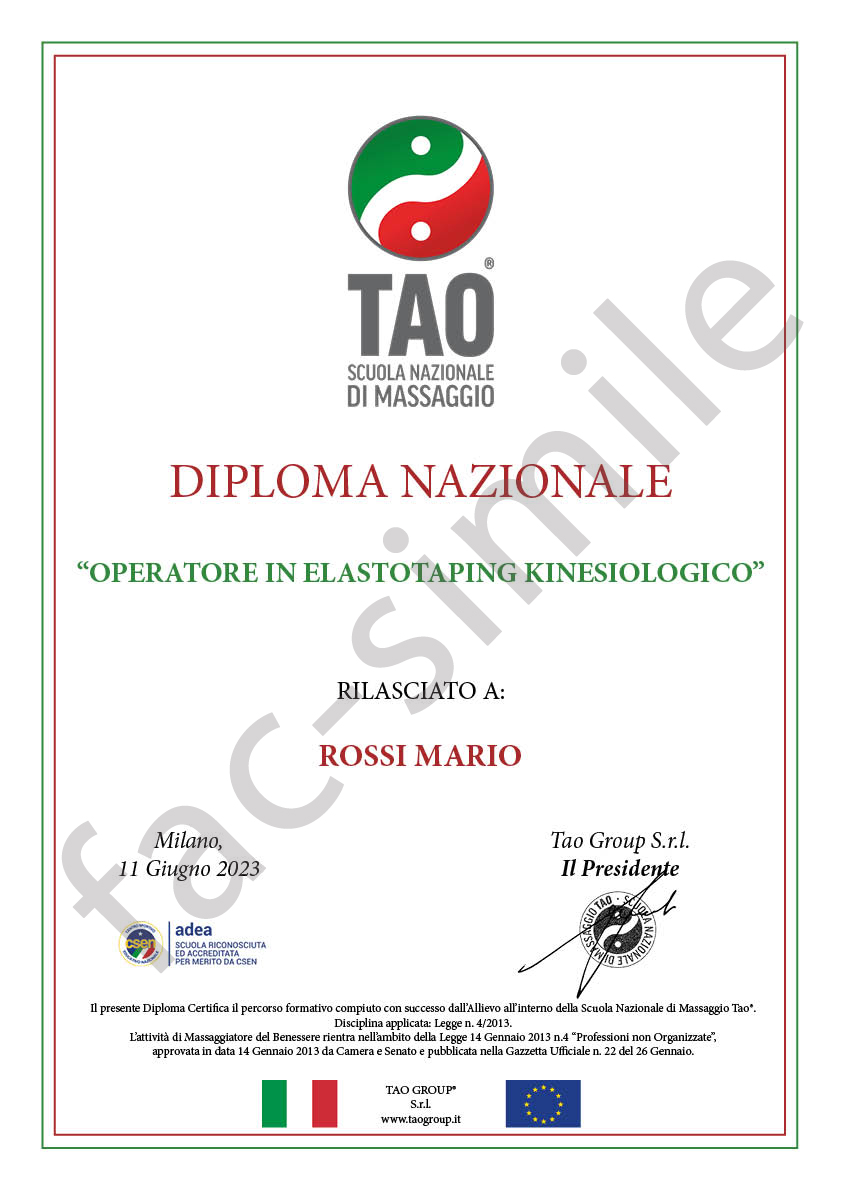 TAO®
SCUOLA NAZIONALE
DI MASSAGGIO
DIPLOMA NAZIONALE
“OPERATORE IN ELASTOTAPING KINESIOLOGICO”
RILASCIATO A:
ROSSI MARIO
fac-simile
Milano,
11 Giugno 2023
Tao Group S.r.l.
Il Presidente
CENTRO SPORTIVO
csen
EDUCATIVO NAZIONALE
adea
SCUOLA RICONOSCIUTA
ED ACCREDITATA
PER MERITO DA CSEN
TAO · SCUOLA NAZIONALE DI MASSAGGIO
Il presente Diploma Certifica il percorso formativo compiuto con successo dall’Allievo all’interno della Scuola Nazionale di Massaggio Tao®.
Disciplina applicata: Legge n. 4/2013.
L’attività di Massaggiatore del Benessere rientra nell’ambito della Legge 14 Gennaio 2013 n.4 “Professioni non Organizzate”,
approvata in data 14 Gennaio 2013 da Camera e Senato e pubblicata nella Gazzetta Ufficiale n. 22 del 26 Gennaio.
TAO GROUP®
S.r.l.
www.taogroup.it